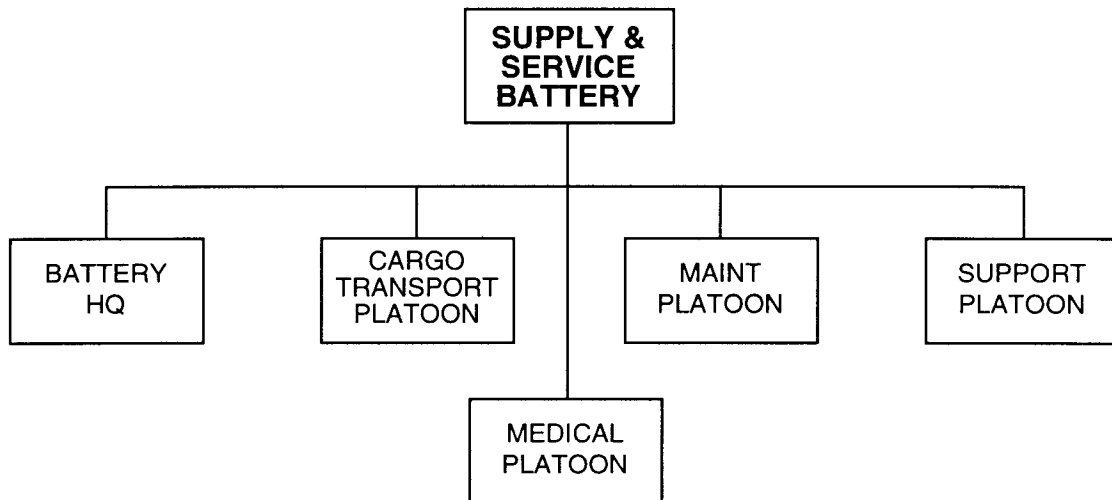 SUPPLY &
SERVICE
BATTERY
BATTERY
HQ
CARGO
TRANSPORT
PLATOON
MAINT
PLATOON
SUPPORT
PLATOON
MEDICAL
PLATOON